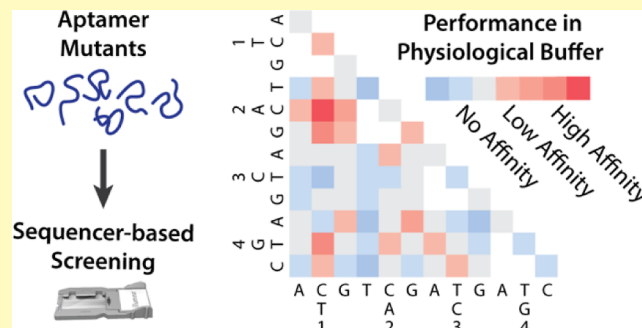 Aptamer
Mutants
Sequencer-based
Screening
Performance in
Physiological Buffer
No Affinity
Low Affinity
High Affinity
4 3 2 1
G C A T
C T A G T A G C T G C A
A C G T C G A T G A T C
T A C G
1 2 3 4